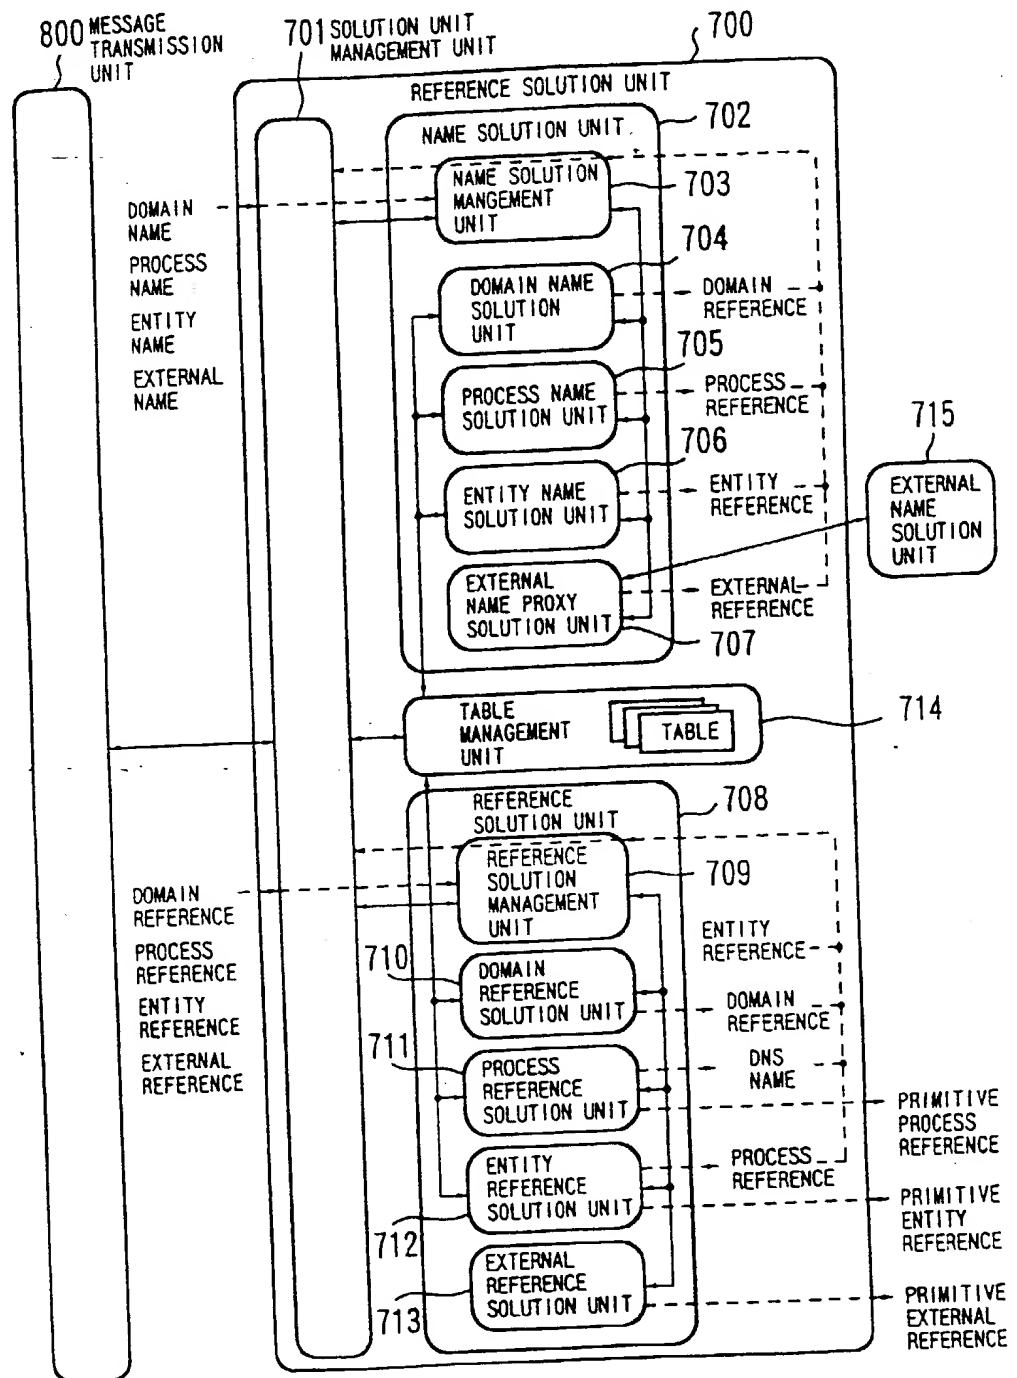 800 MESSAGE
TRANSMISSION
UNIT
701 SOLUTION UNIT
MANAGEMENT UNIT
700
REFERENCE SOLUTION UNIT
NAME SOLUTION UNIT
702
NAME SOLUTION
MANGEMENT
UNIT
703
DOMAIN
NAME
PROCESS
NAME
ENTITY
NAME
EXTERNAL
NAME
704
DOMAIN NAME
SOLUTION
UNIT
DOMAIN
REFERENCE
705
PROCESS NAME
SOLUTION UNIT
PROCESS
REFERENCE
706
ENTITY NAME
SOLUTION UNIT
ENTITY
REFERENCE
715
EXTERNAL
NAME
SOLUTION
UNIT
EXTERNAL
NAME PROXY
SOLUTION UNIT
EXTERNAL
REFERENCE
707
TABLE
MANAGEMENT
UNIT
TABLE
714
REFERENCE
SOLUTION UNIT
708
REFERENCE
SOLUTION
MANAGEMENT
UNIT
709
DOMAIN
REFERENCE
PROCESS
REFERENCE
ENTITY
REFERENCE
EXTERNAL
REFERENCE
ENTITY
REFERENCE
710
DOMAIN
REFERENCE
SOLUTION UNIT
DOMAIN
REFERENCE
711
PROCESS
REFERENCE
SOLUTION UNIT
DNS
NAME
PRIMITIVE
PROCESS
REFERENCE
ENTITY
REFERENCE
SOLUTION UNIT
PROCESS
REFERENCE
712
PRIMITIVE
ENTITY
REFERENCE
EXTERNAL
REFERENCE
SOLUTION UNIT
713
PRIMITIVE
EXTERNAL
REFERENCE